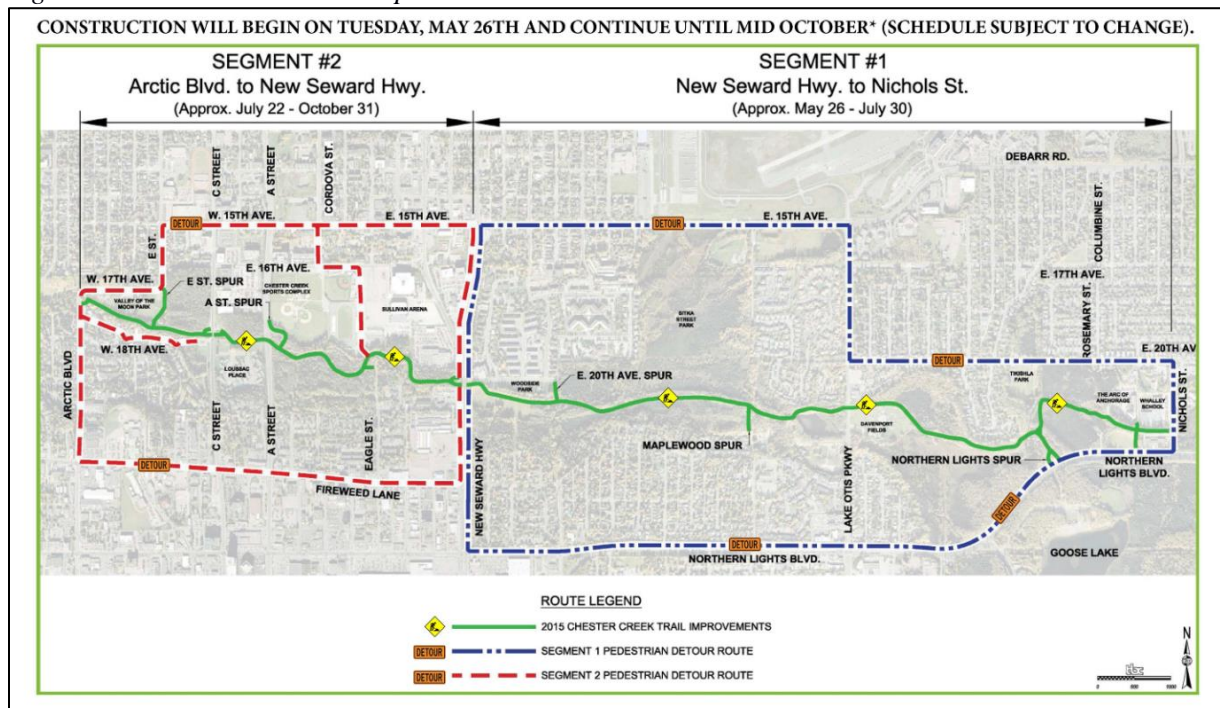 CONSTRUCTION WILL BEGIN ON TUESDAY, MAY 26TH AND CONTINUE UNTIL MID OCTOBER* (SCHEDULE SUBJECT TO CHANGE).
SEGMENT #2
Arctic Blvd. to New Seward Hwy.
(Approx. July 22 - October 31)
SEGMENT #1
New Seward Hwy. to Nichols St.
(Approx. May 26 - July 30)
DEBARR RD.
C STREET
A STREET
CORDOVA ST.
COLUMBINE ST.
DETOUR
W. 15TH AVE.
E. 15TH AVE.
DETOUR
E. 15TH AVE.
E ST.
W. 17TH AVE.
E ST. SPUR
E. 16TH AVE.
E. 17TH AVE.
VALLEY OF THE
MOON PARK
A ST. SPUR
CHESTER CREEK
SPORTS COMPLEX
SULLIVAN ARENA
SITKA
STREET
PARK
ROSEMARY ST.
W. 18TH AVE.
E. 20TH AV
DETOUR
LOUSSAC
PLACE
WOODSIDE
PARK
E. 20TH AVE. SPUR
TIKISHLA
PARK
THE ARC OF
ANCHORAGE
WHALLEY
SCHOOL
NICHOLS ST.
ARCTIC BLVD
C STREET
A STREET
EAGLE ST.
MAPLEWOOD SPUR
DAVENPORT
FIELDS
NORTHERN LIGHTS SPUR
NORTHERN
LIGHTS BLVD.
DETOUR
FIREWEED LANE
NEW SEWARD HWY
LAKE OTIS PKWY
DETOUR
DETOUR
NORTHERN LIGHTS BLVD.
GOOSE LAKE
ROUTE LEGEND
2015 CHESTER CREEK TRAIL IMPROVEMENTS
DETOUR
SEGMENT 1 PEDESTRIAN DETOUR ROUTE
DETOUR
SEGMENT 2 PEDESTRIAN DETOUR ROUTE
N